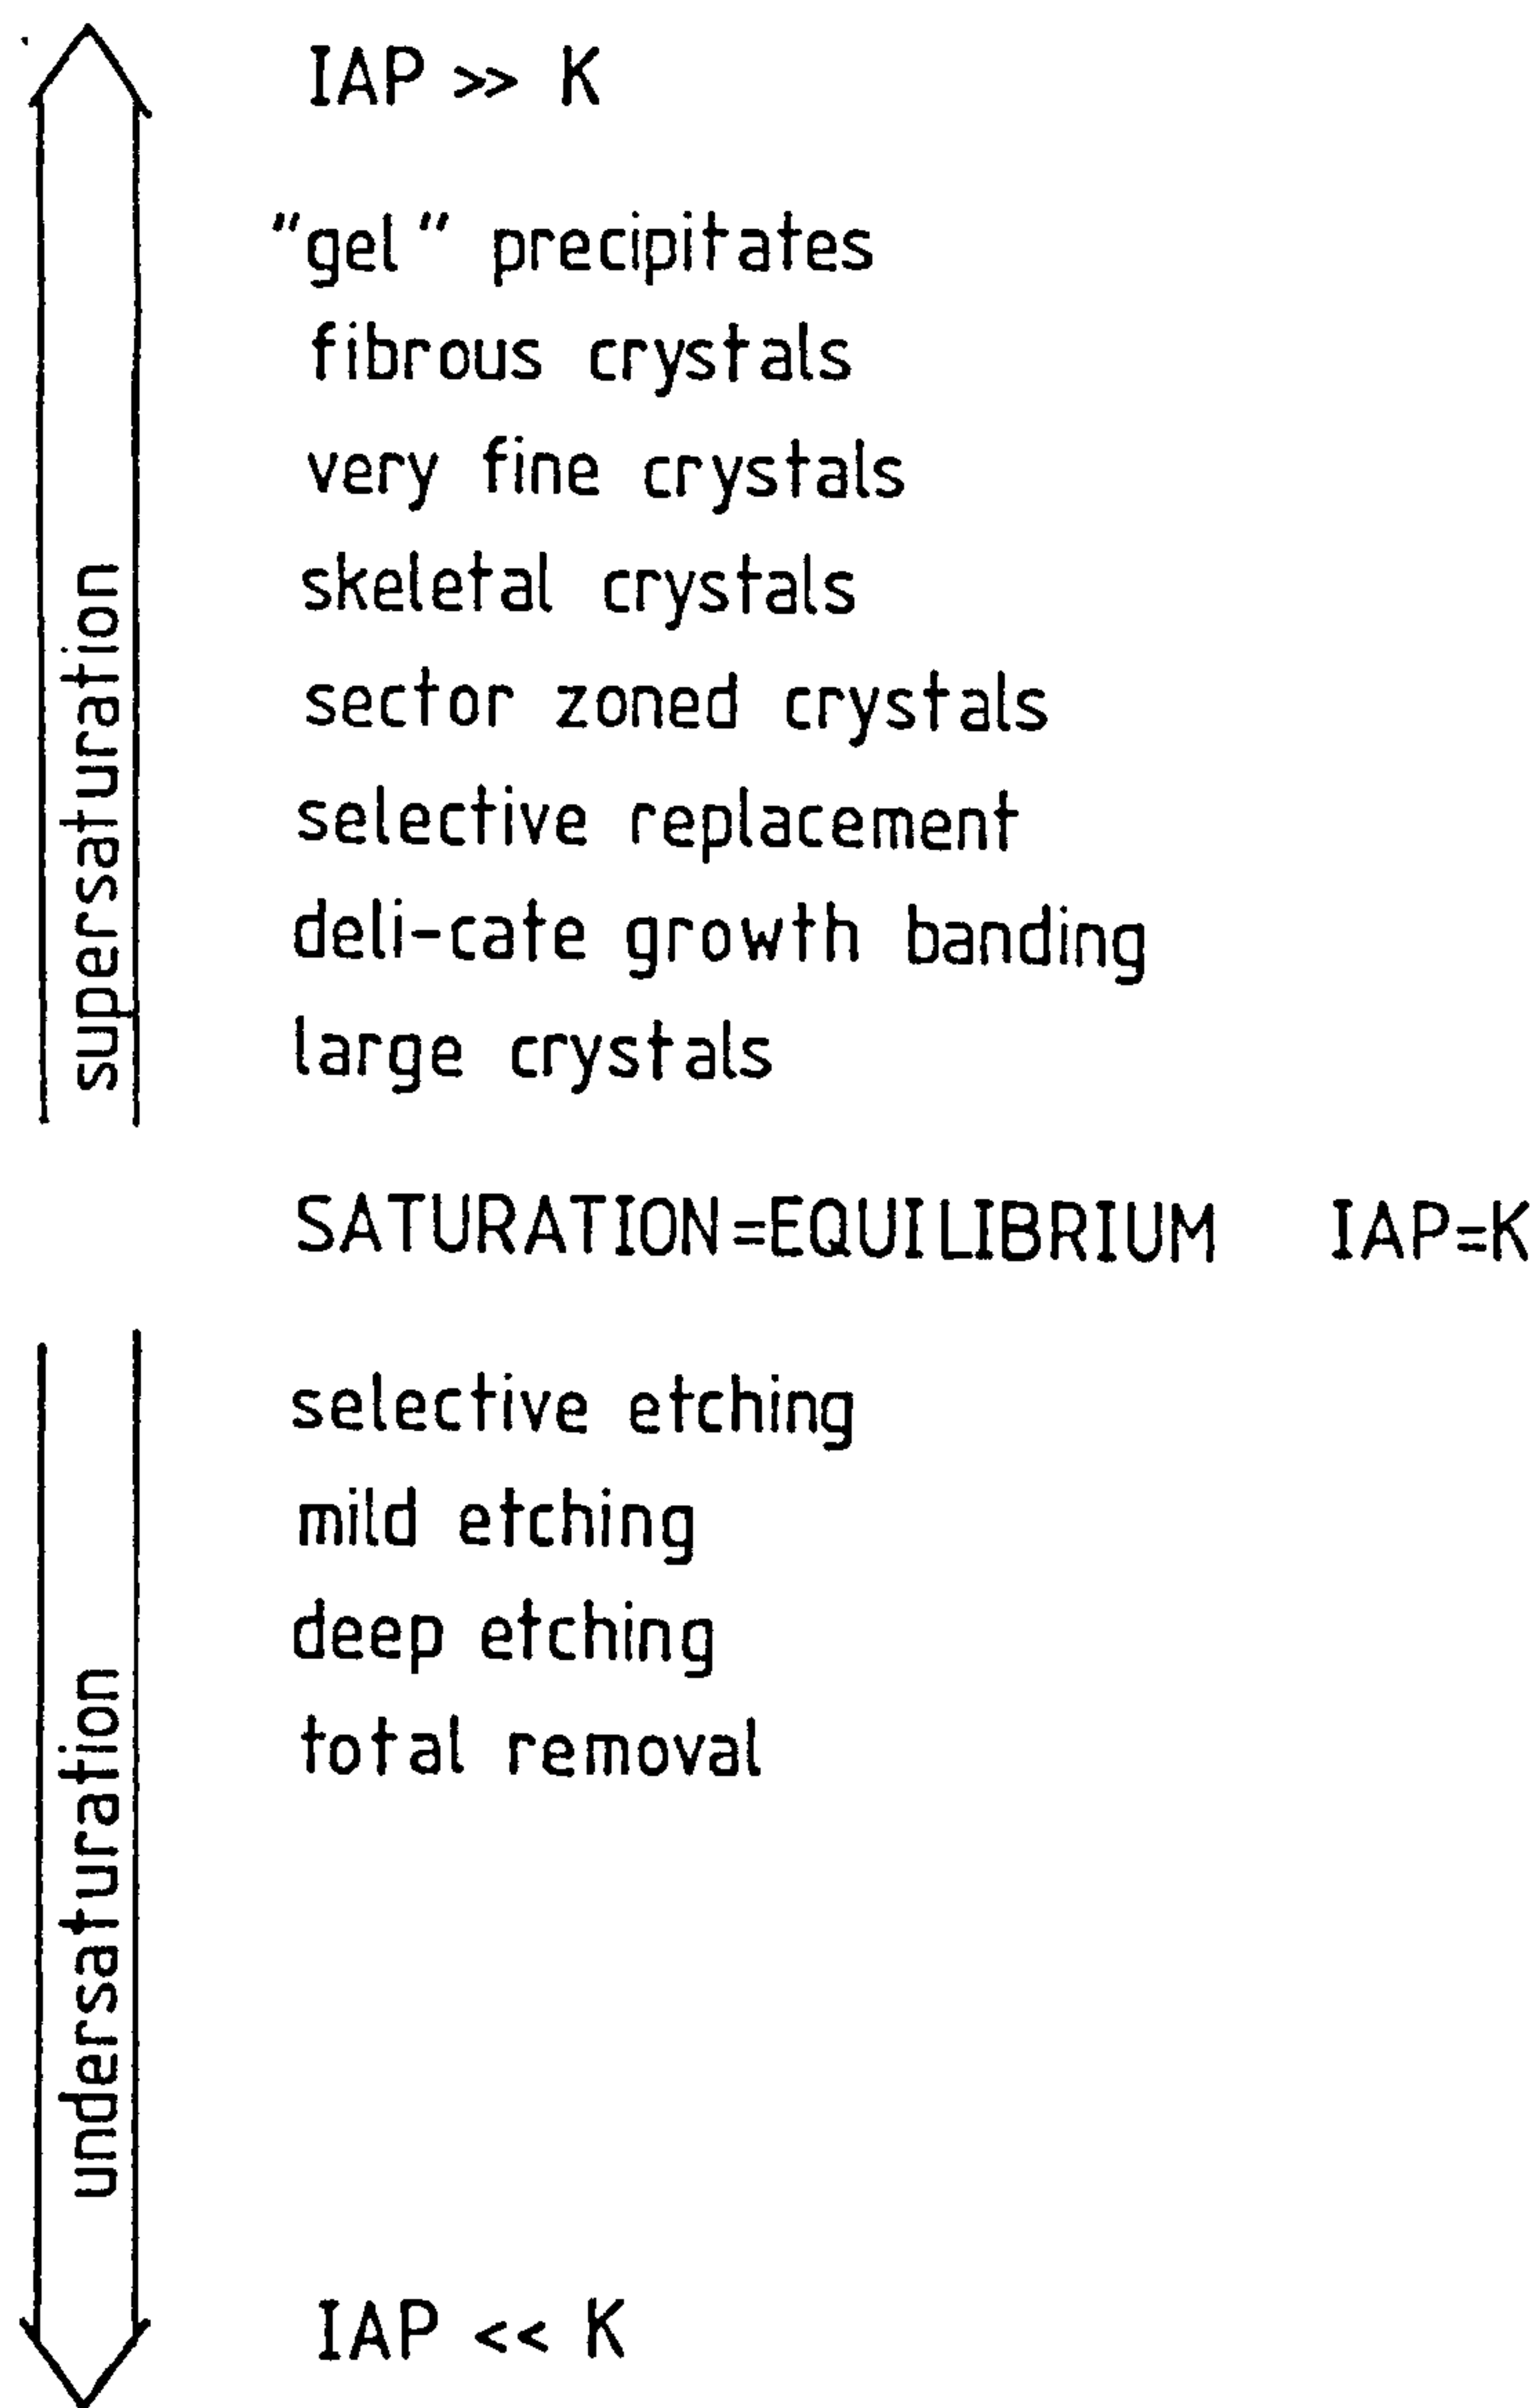 IAP >> K
"gel" precipitates
fibrous crystals
very fine crystals
skeletal crystals
sector zoned crystals
selective replacement
deli-cate growth banding
large crystals
supersaturation
SATURATION=EQUILIBRIUM IAP=K
selective etching
mild etching
deep etching
total removal
undersaturation
IAP << K